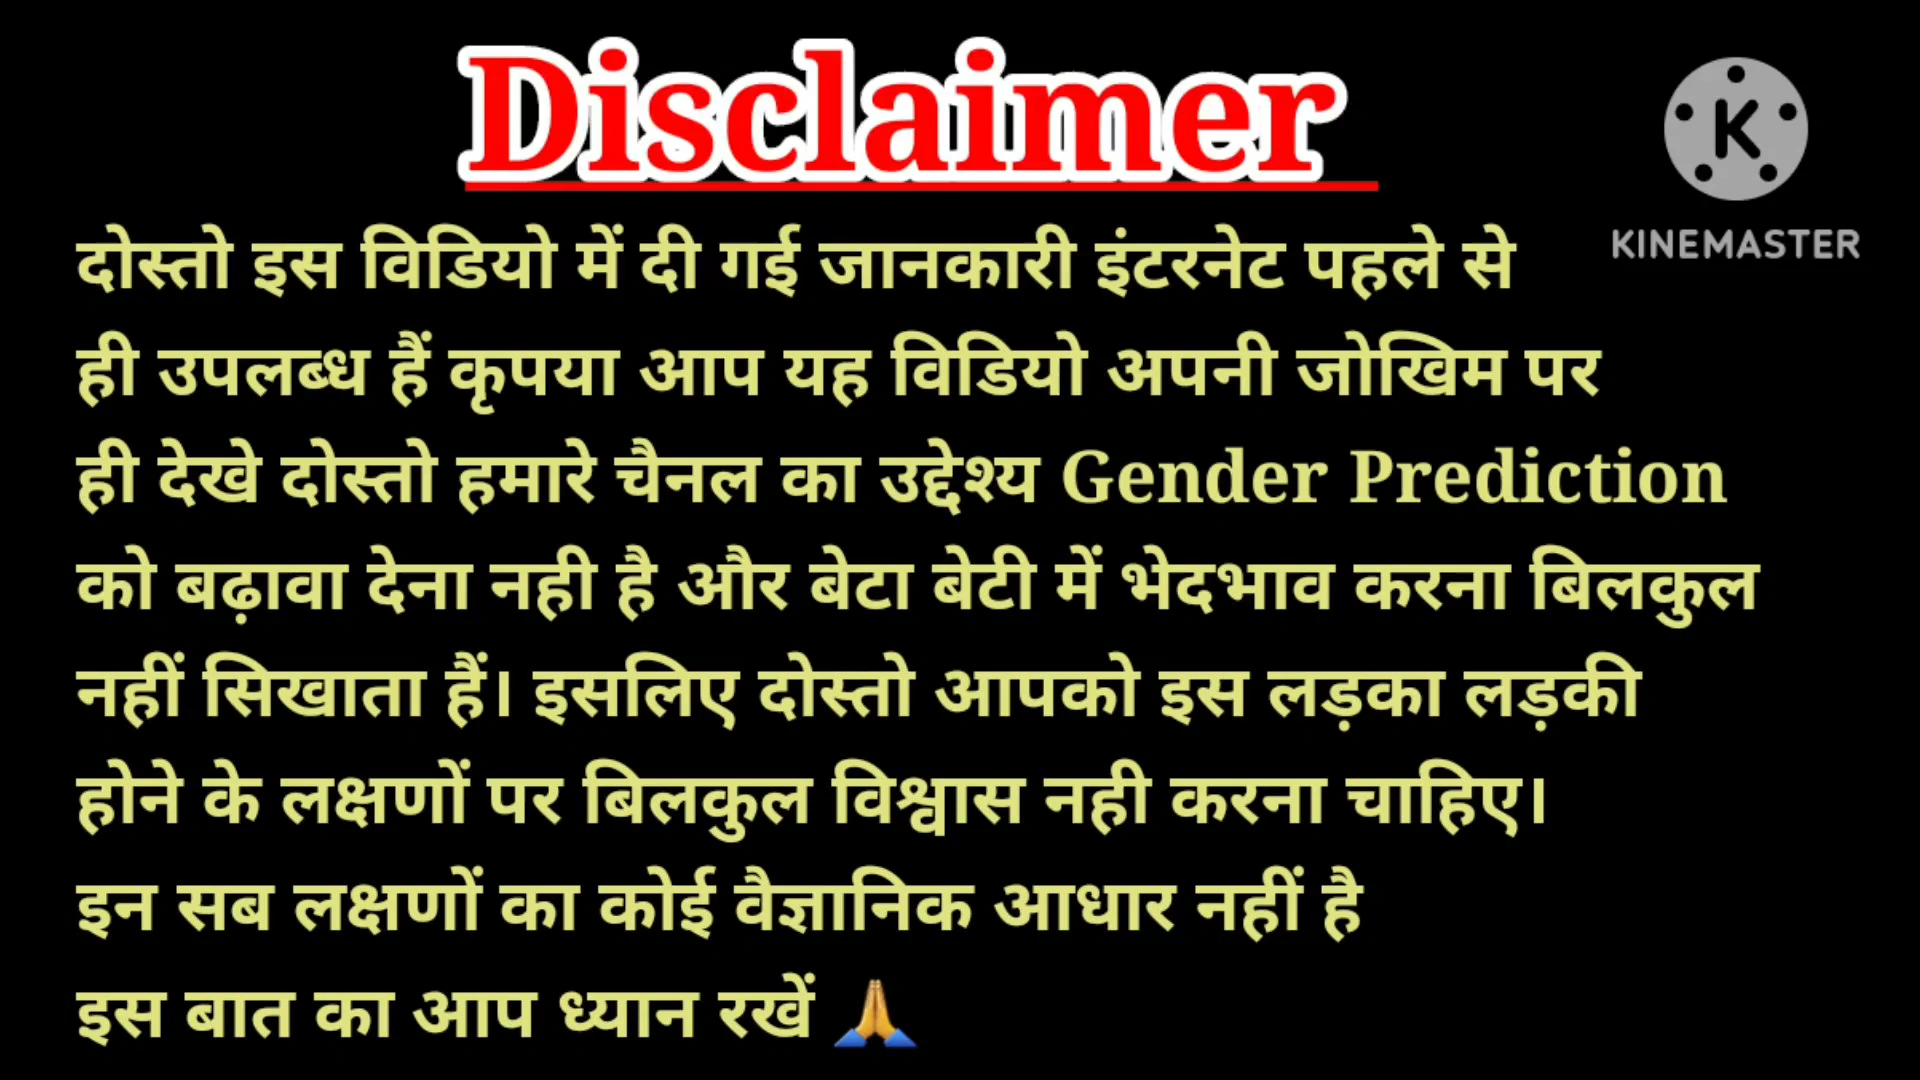 Disclaimer
KINEMASTER
दोस्तो इस विडियो में दी गई जानकारी इंटरनेट पहले से
ही उपलब्ध हैं कृपया आप यह विडियो अपनी जोखिम पर
ही देखे दोस्तो हमारे चैनल का उद्देश्य Gender Prediction
को बढ़ावा देना नही है और बेटा बेटी में भेदभाव करना बिलकुल
नहीं सिखाता हैं। इसलिए दोस्तो आपको इस लड़का लड़की
होने के लक्षणों पर बिलकुल विश्वास नही करना चाहिए।
इन सब लक्षणों का कोई वैज्ञानिक आधार नहीं है
इस बात का आप ध्यान रखें 🙏